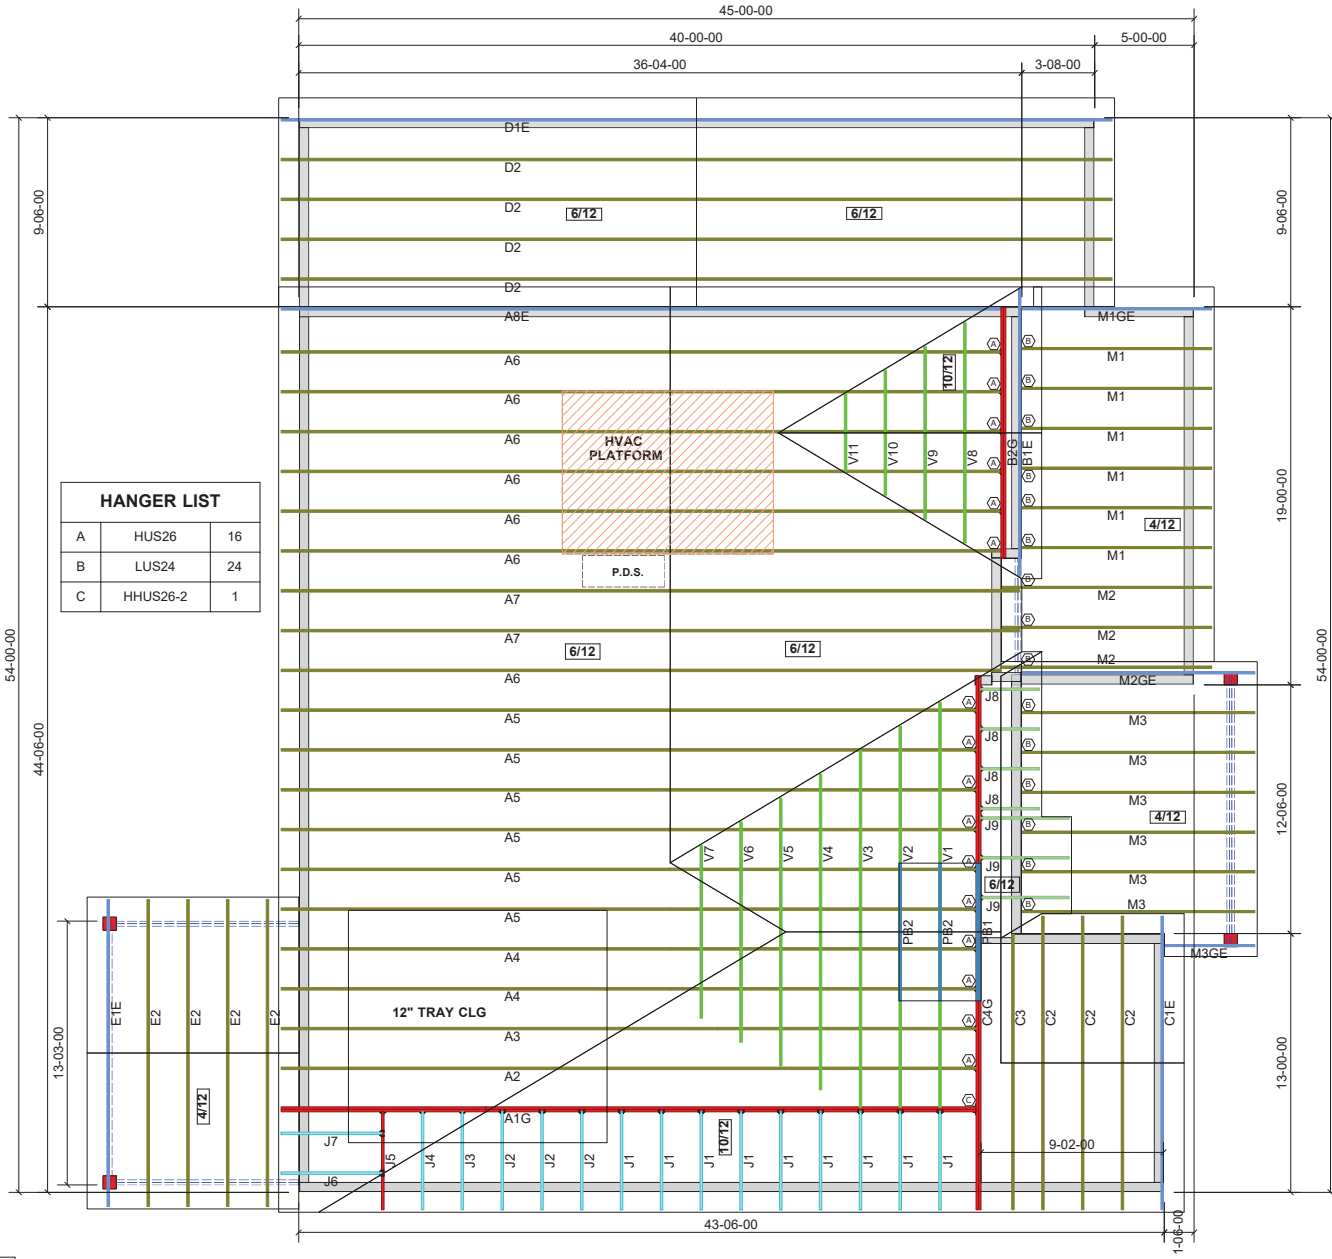 45-00-00
40-00-00
5-00-00
36-04-00
3-08-00
D1E
D2
D2
D2
D2
6/12
6/12
9-06-00
9-06-00
54-00-00
54-00-00
44-06-00
19-00-00
12-06-00
13-00-00
13-03-00
A8E
M1GE
A6
A6
A6
A6
A6
A6
A7
A7
A6
A5
A5
A5
A5
A5
A5
A4
A4
A3
A2
A1G
HVAC
PLATFORM
P.D.S.
6/12
6/12
10/12
V11
V10
V9
V8
B2G
B1E
A
A
A
A
A
A
B
B
B
B
B
B
B
B
B
M1
M1
M1
M1
M1
M1
4/12
M2
M2
M2
M2GE
HANGER LIST
A HUS26 16
B LUS24 24
C HHUS26-2 1
V7
V6
V5
V4
V3
V2
V1
PB2
PB2
PB1
A
A
A
A
A
A
A
A
A
A
C
J8
J8
J8
J8
J9
J9
J9
6/12
B
B
B
B
B
B
M3
M3
M3
M3
M3
M3
4/12
M3GE
E1E
E2
E2
E2
E2
4/12
12" TRAY CLG
C4G
C3
C2
C2
C2
C1E
9-02-00
J7
J6
J5
J4
J3
J2
J2
J2
J1
J1
J1
10/12
J1
J1
J1
J1
J1
J1
43-06-00
1-06-00